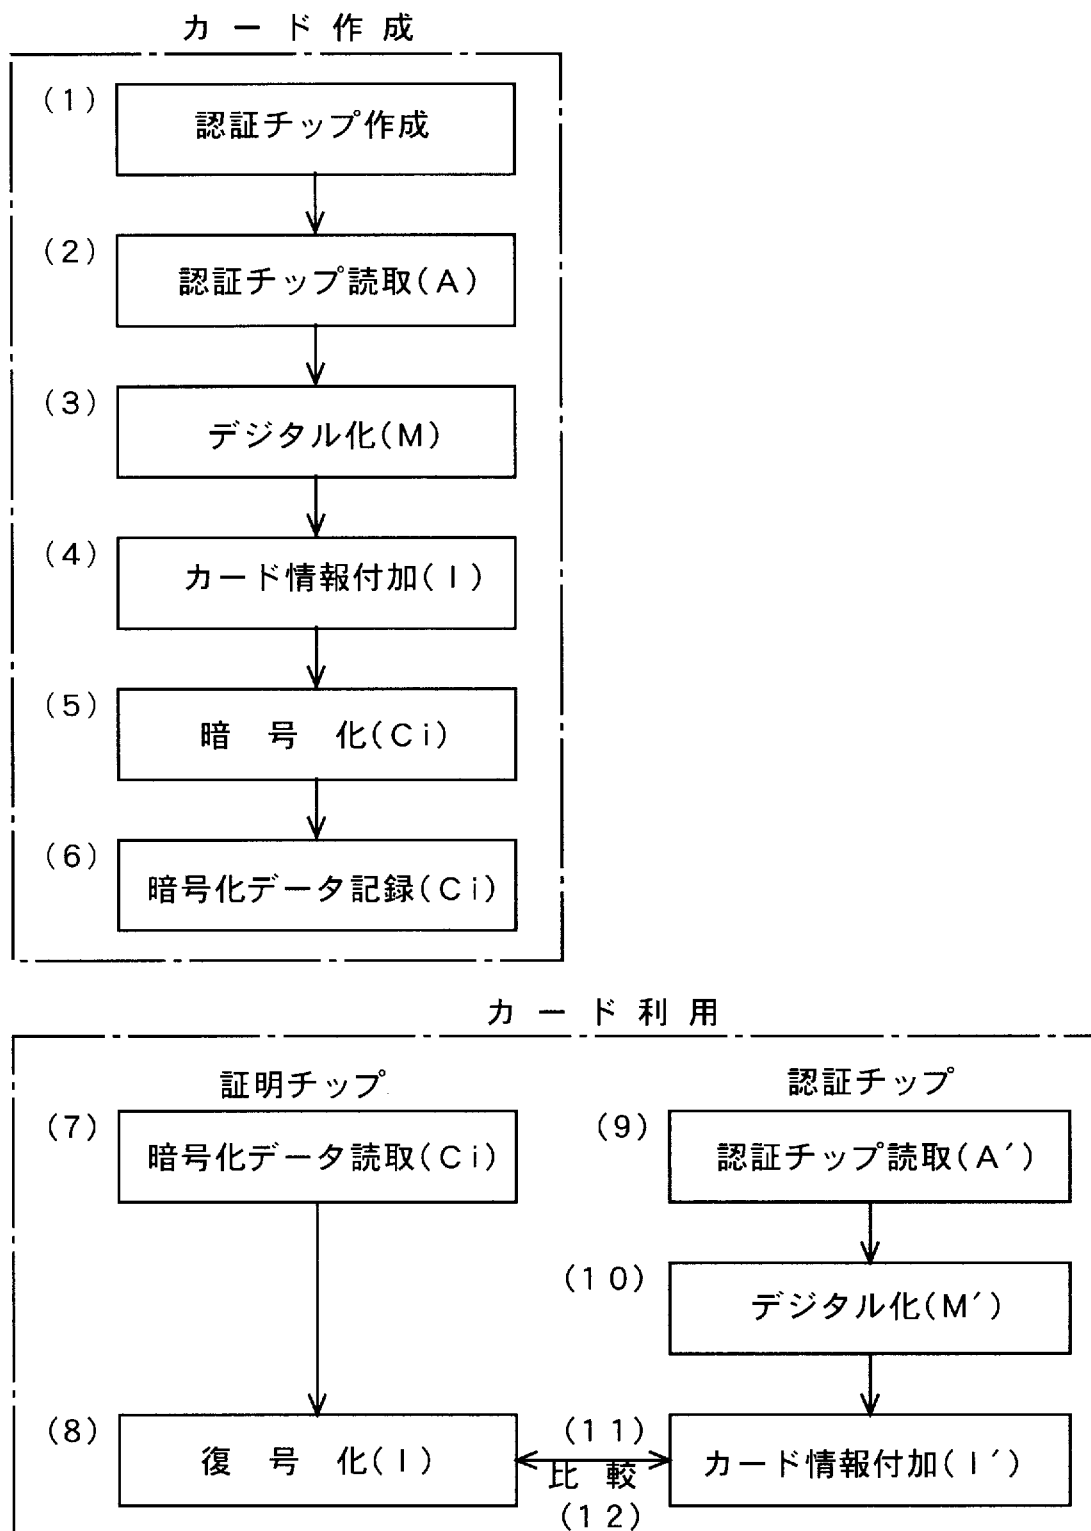 カード作成
(1)
認証チップ作成
(2)
認証チップ読取(A)
(3)
デジタル化(M)
(4)
カード情報付加(I)
(5)
暗号化(Ci)
(6)
暗号化データ記録(Ci)
カード利用
証明チップ
認証チップ
(7)
暗号化データ読取(Ci)
(9)
認証チップ読取(A′)
(10)
デジタル化(M′)
(8)
復号化(I)
(11)
比較
(12)
カード情報付加(I′)